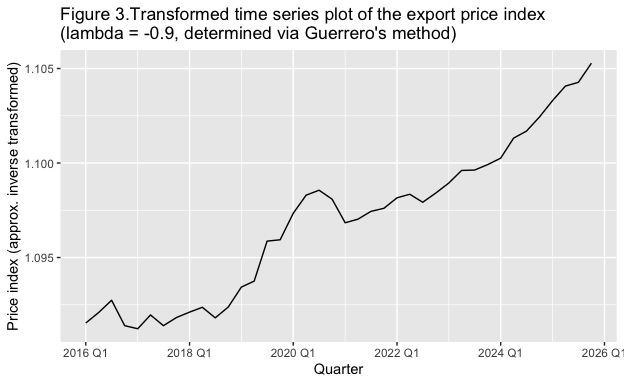 Figure 3.Transformed time series plot of the export price index
(lambda = -0.9, determined via Guerrero's method)
Price index (approx. inverse transformed)
1.105
1.100
1.095
2016 Q1 2018 Q1 2020 Q1 2022 Q1 2024 Q1 2026 Q1
Quarter